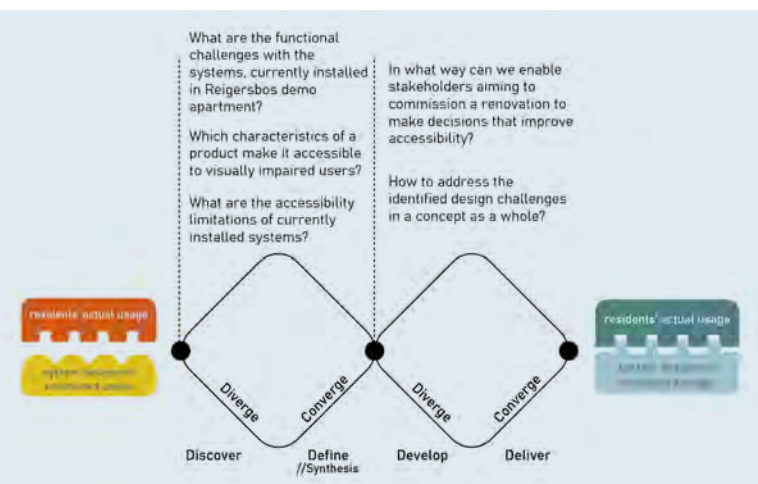 What are the functional
challenges with the
systems, currently installed
in Reigersbos demo
apartment?
Which characteristics of a
product make it accessible
to visually impaired users?
What are the accessibility
limitations of currently
installed systems?
In what way can we enable
stakeholders aiming to
commission a renovation to
make decisions that improve
accessibility?
How to address the
identified design challenges
in a concept as a whole?
residents' actual usage
residents' actual usage
Diverge
Converge
Diverge
Converge
Discover
Define
//Synthesis
Develop
Deliver